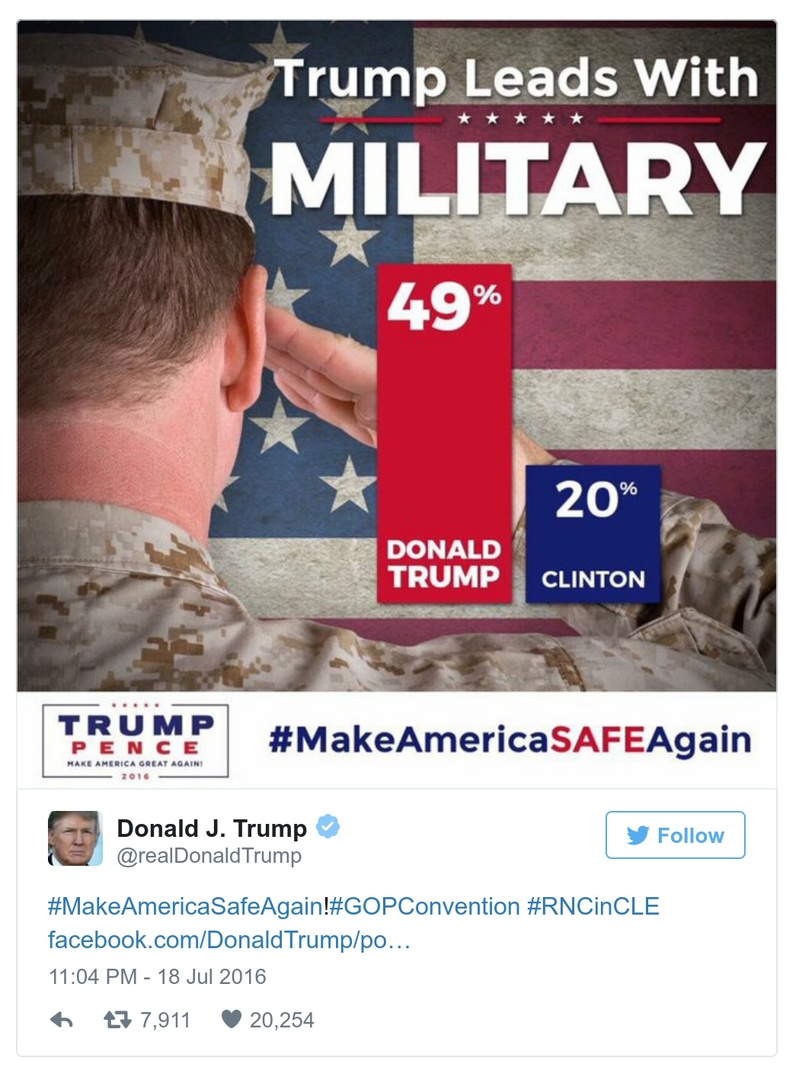 Trump Leads With
MILITARY
49%
DONALD
TRUMP
20%
CLINTON
TRUMP
PENCE
MAKE AMERICA GREAT AGAIN!
2016
#MakeAmericaSAFEAgain
Donald J. Trump
@realDonaldTrump
Follow
#MakeAmericaSafeAgain!#GOPConvention #RNCinCLE
facebook.com/DonaldTrump/po…
11:04 PM - 18 Jul 2016
7,911 20,254